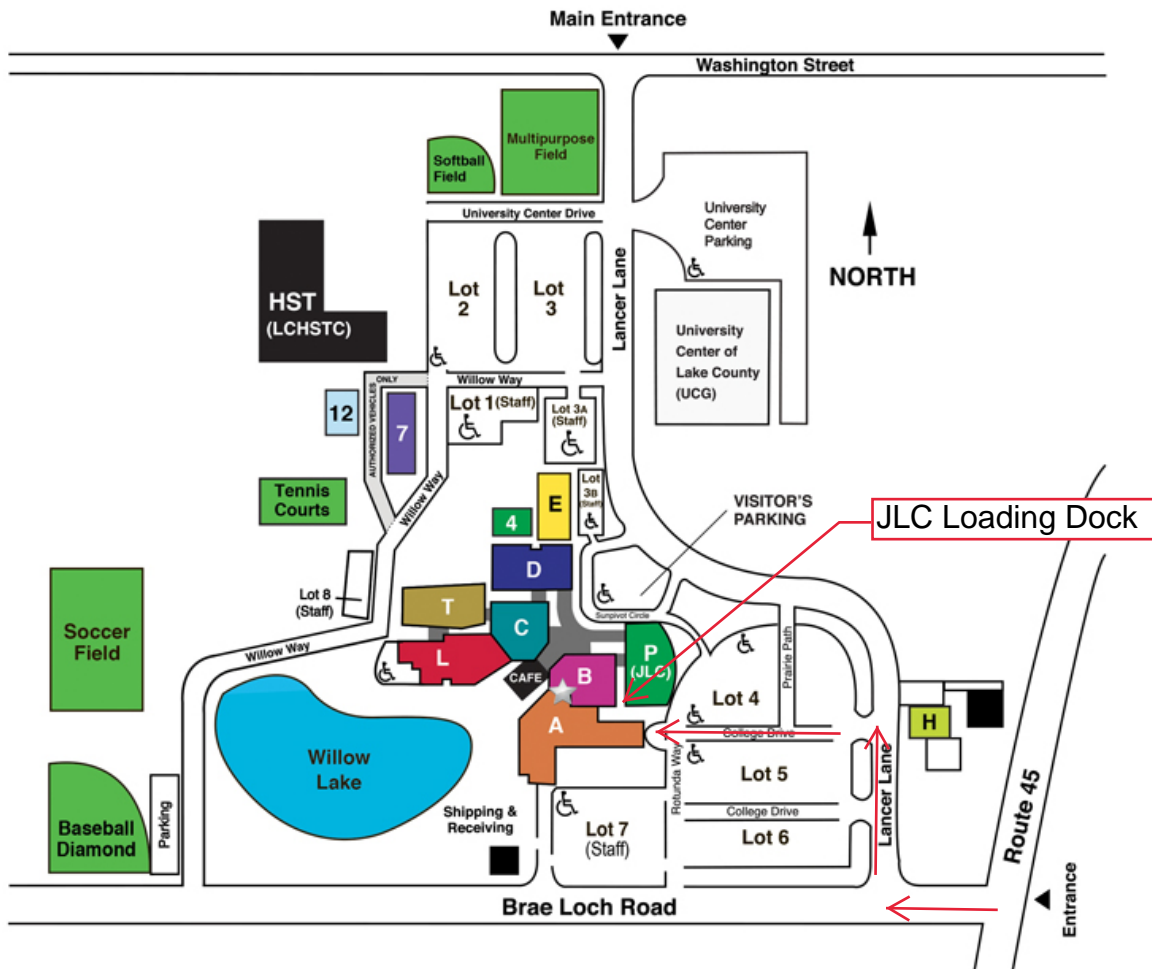 Main Entrance
Washington Street
Multipurpose
Field
Softball
Field
University Center Drive
University
Center
Parking
NORTH
HST
(LCHSTC)
Lot
2
Lot
3
Lancer Lane
University
Center of
Lake County
(UCG)
ONLY
AUTHORIZED VEHICLES
Willow Way
Lot 1 (Staff)
Lot 3A
(Staff)
12
7
Willow Way
Lot
3B
(Staff)
E
4
Tennis
Courts
VISITOR'S
PARKING
JLC Loading Dock
D
Lot 8
(Staff)
T
C
Sunpivot Circle
Soccer
Field
Willow Way
L
CAFE
B
P
(JLC)
Prairie Path
Lot 4
A
College Drive
H
Willow
Lake
Rotunda Way
Lot 5
Lancer Lane
Route 45
Baseball
Diamond
Parking
Shipping &
Receiving
Lot 7
(Staff)
College Drive
Lot 6
Brae Loch Road
Entrance